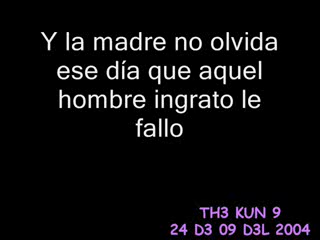 Y la madre no olvida
ese día que aquel
hombre ingrato le
fallo
TH3 KUN 9
24 D3 09 D3L 2004